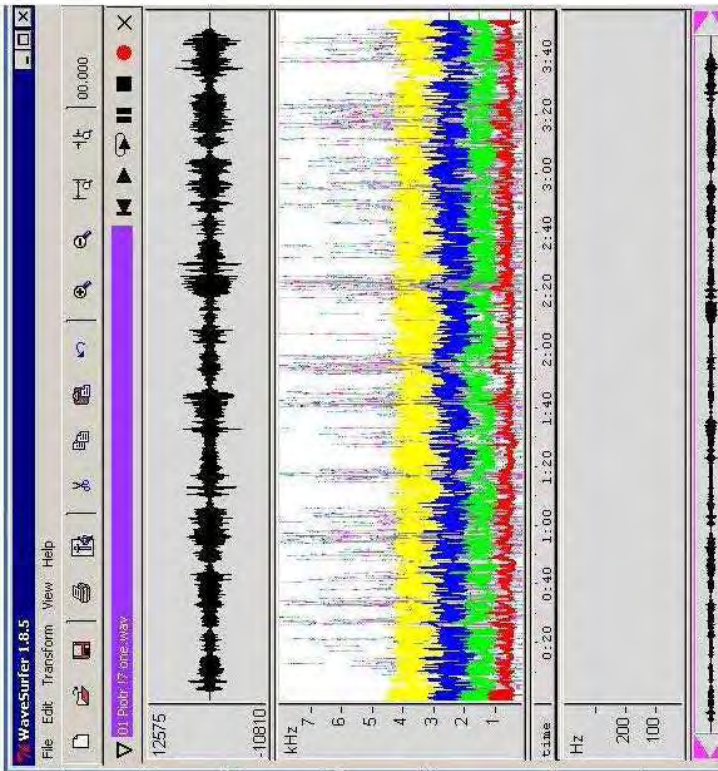 WaveSurfer 1.8.5
File Edit Transform View Help
00.000
01 Piotr !7 one.wav
12575
-10810
kHz
7
6
5
4
3
2
1
time 0:20 0:40 1:00 1:20 1:40 2:00 2:20 2:40 3:00 3:20 3:40
Hz
200
100